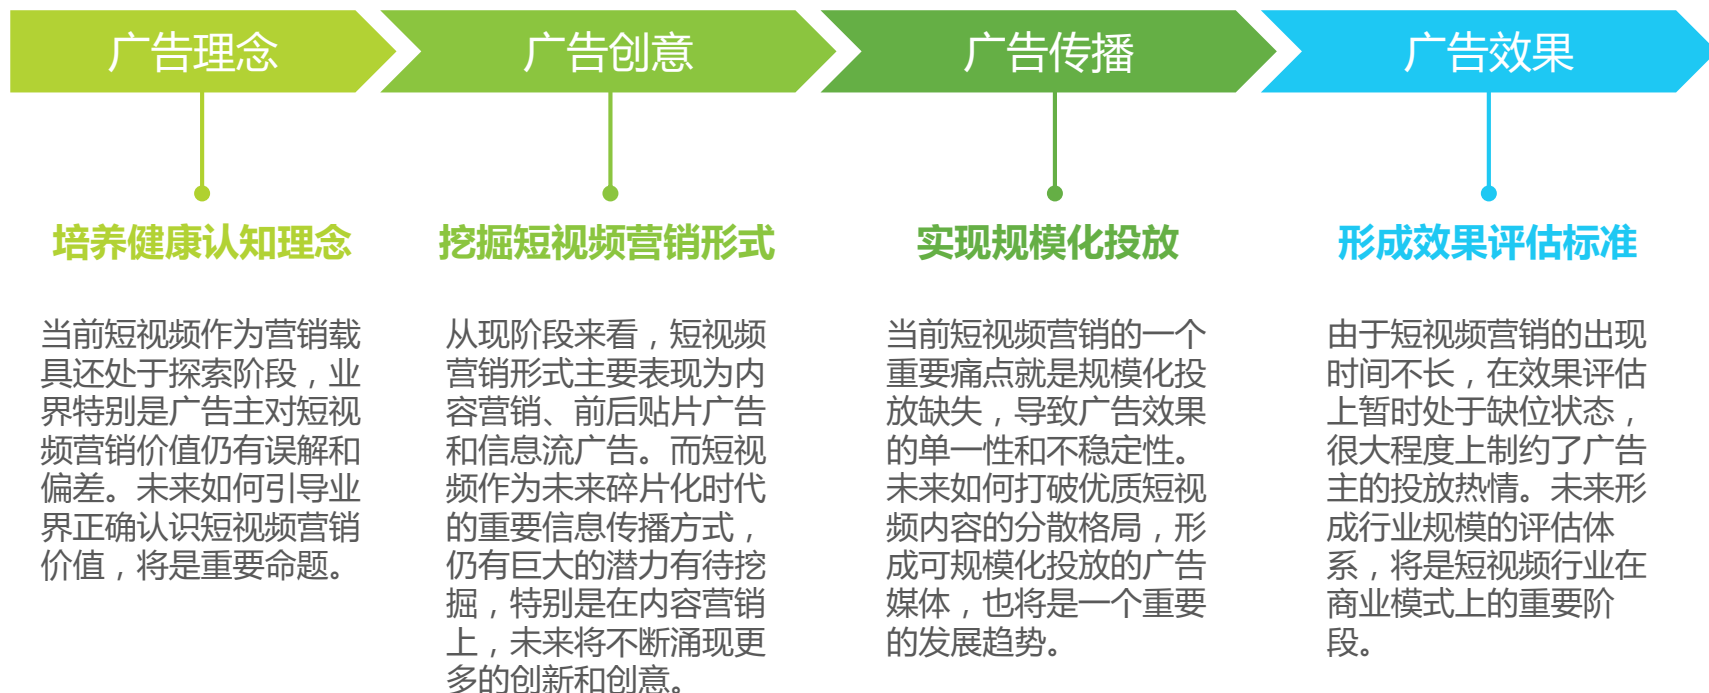 广告理念
广告创意
广告传播
广告效果
培养健康认知理念
当前短视频作为营销载
具还处于探索阶段，业
界特别是广告主对短视
频营销价值仍有误解和
偏差。未来如何引导业
界正确认识短视频营销
价值，将是重要命题。
挖掘短视频营销形式
从现阶段来看，短视频
营销形式主要表现为内
容营销、前后贴片广告
和信息流广告。而短视
频作为未来碎片化时代
的重要信息传播方式，
仍有巨大的潜力有待挖
掘，特别是在内容营销
上，未来将不断涌现更
多的创新和创意。
实现规模化投放
当前短视频营销的一个
重要痛点就是规模化投
放缺失，导致广告效果
的单一性和不稳定性。
未来如何打破优质短视
频内容的分散格局，形
成可规模化投放的广告
媒体，也将是一个重要
的发展趋势。
形成效果评估标准
由于短视频营销的出现
时间不长，在效果评估
上暂时处于缺位状态，
很大程度上制约了广告
主的投放热情。未来形
成行业规模的评估体
系，将是短视频行业在
商业模式上的重要阶
段。